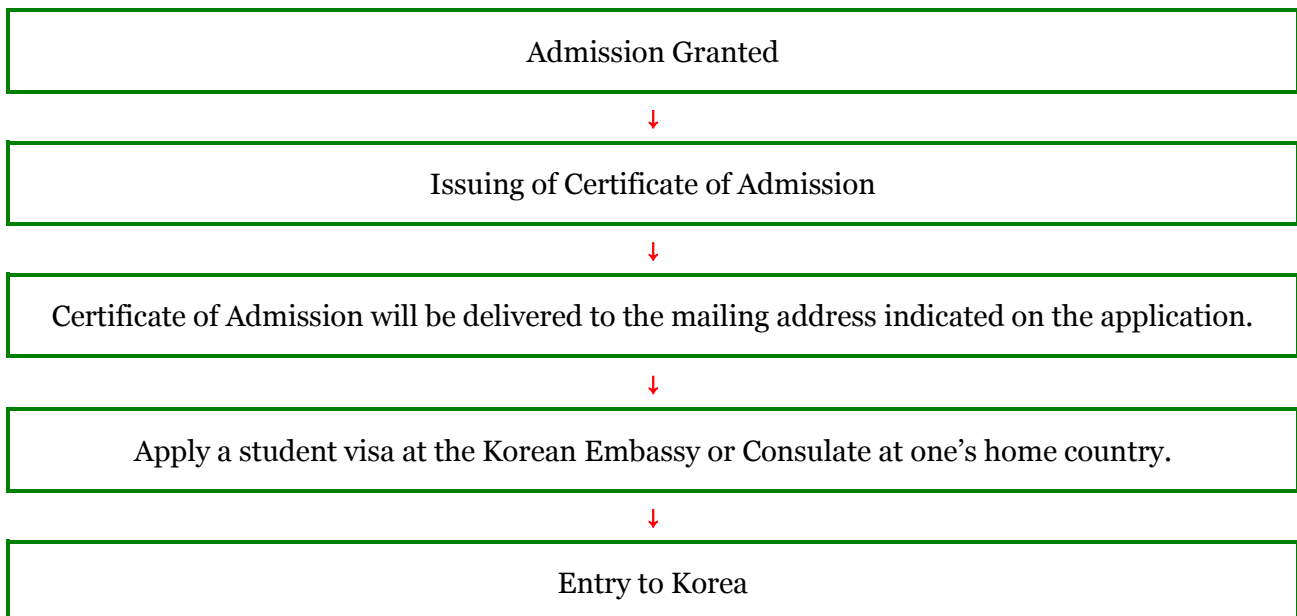 Admission Granted
↓
Issuing of Certificate of Admission
↓
Certificate of Admission will be delivered to the mailing address indicated on the application.
↓
Apply a student visa at the Korean Embassy or Consulate at one’s home country.
↓
Entry to Korea